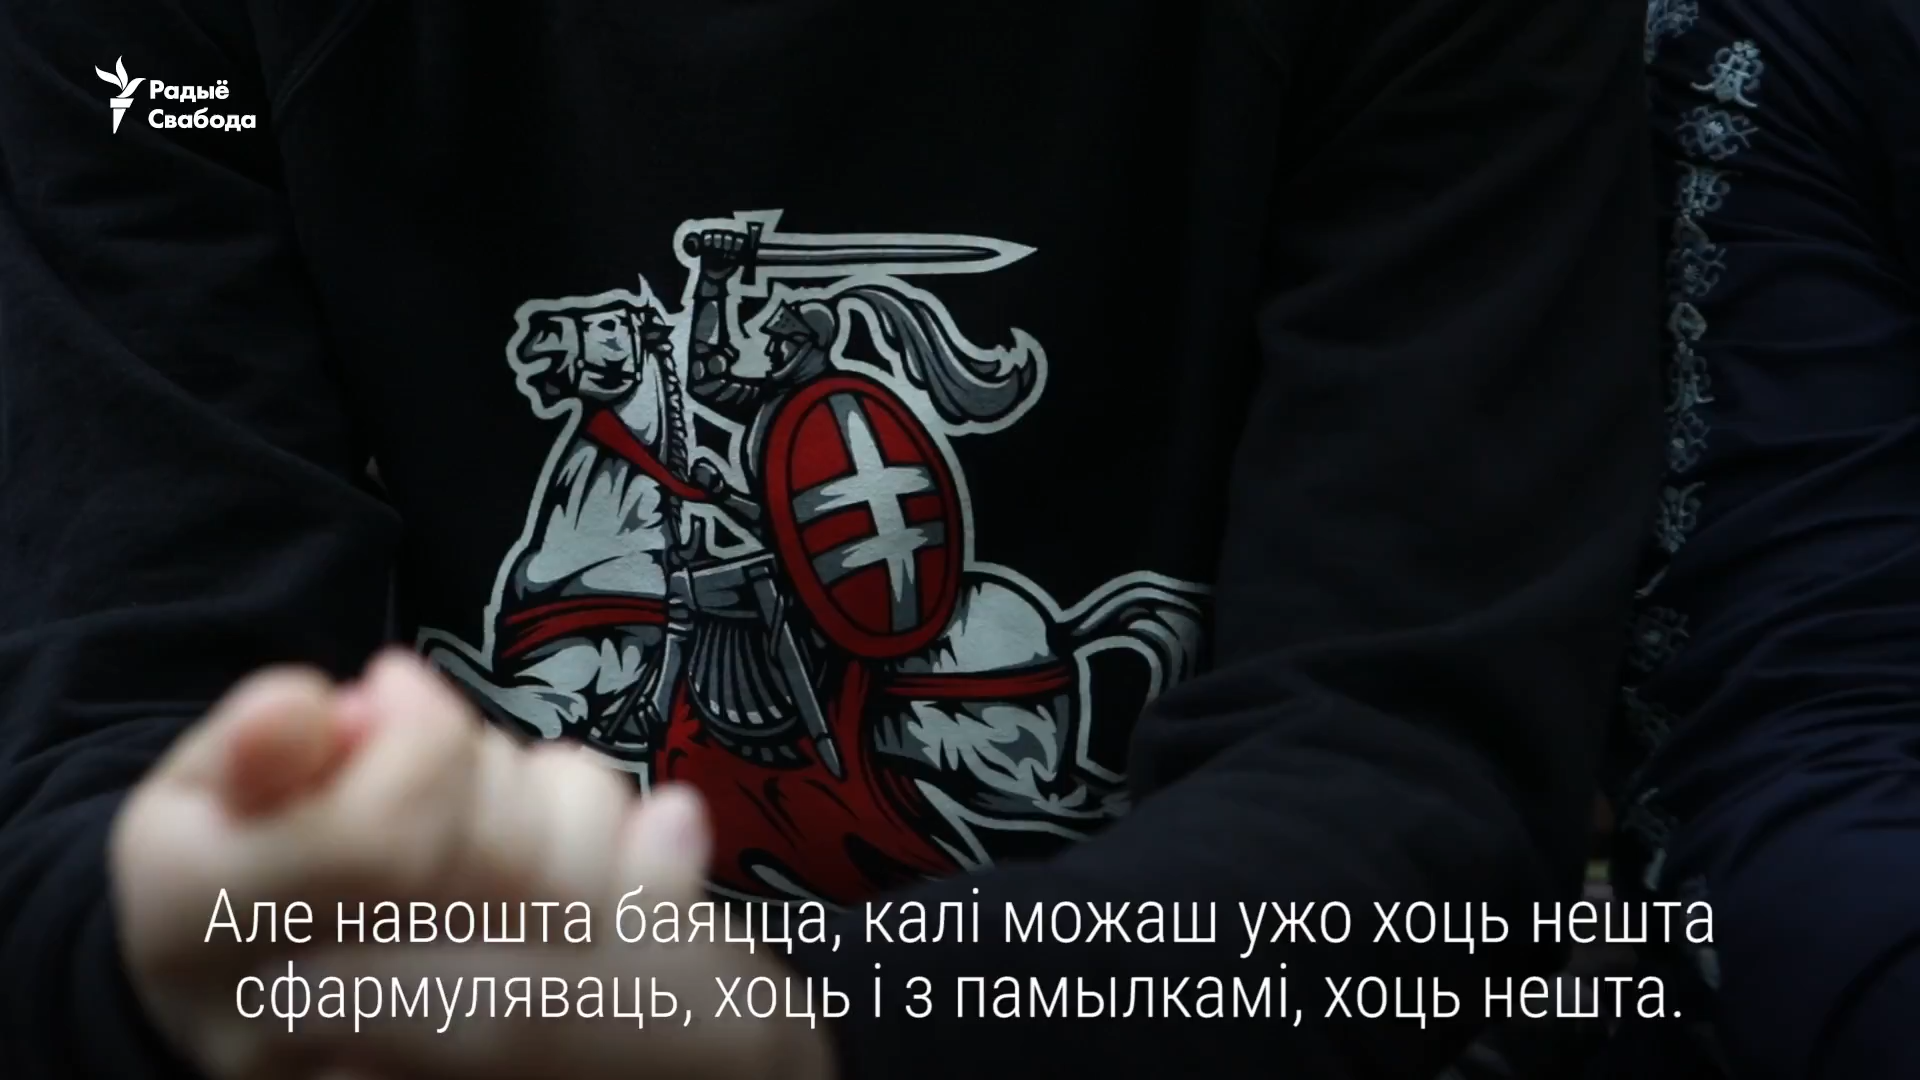 Радыё
Свабода
Але навошта баяцца, калі можаш ужо хоць нешта
сфармуляваць, хоць і з памылкамі, хоць нешта.